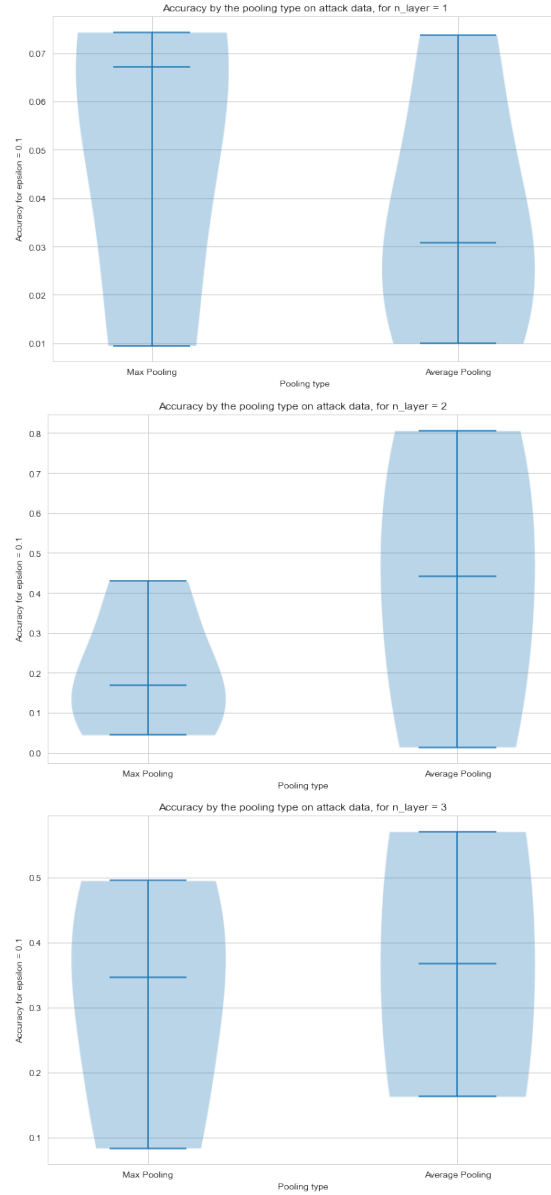 Accuracy by the pooling type on attack data, for n_layer = 1
Accuracy for epsilon = 0.1
0.07
0.06
0.05
0.04
0.03
0.02
0.01
Max Pooling
Average Pooling
Pooling type
Accuracy by the pooling type on attack data, for n_layer = 2
Accuracy for epsilon = 0.1
0.8
0.7
0.6
0.5
0.4
0.3
0.2
0.1
0.0
Max Pooling
Average Pooling
Pooling type
Accuracy by the pooling type on attack data, for n_layer = 3
Accuracy for epsilon = 0.1
0.5
0.4
0.3
0.2
0.1
Max Pooling
Average Pooling
Pooling type